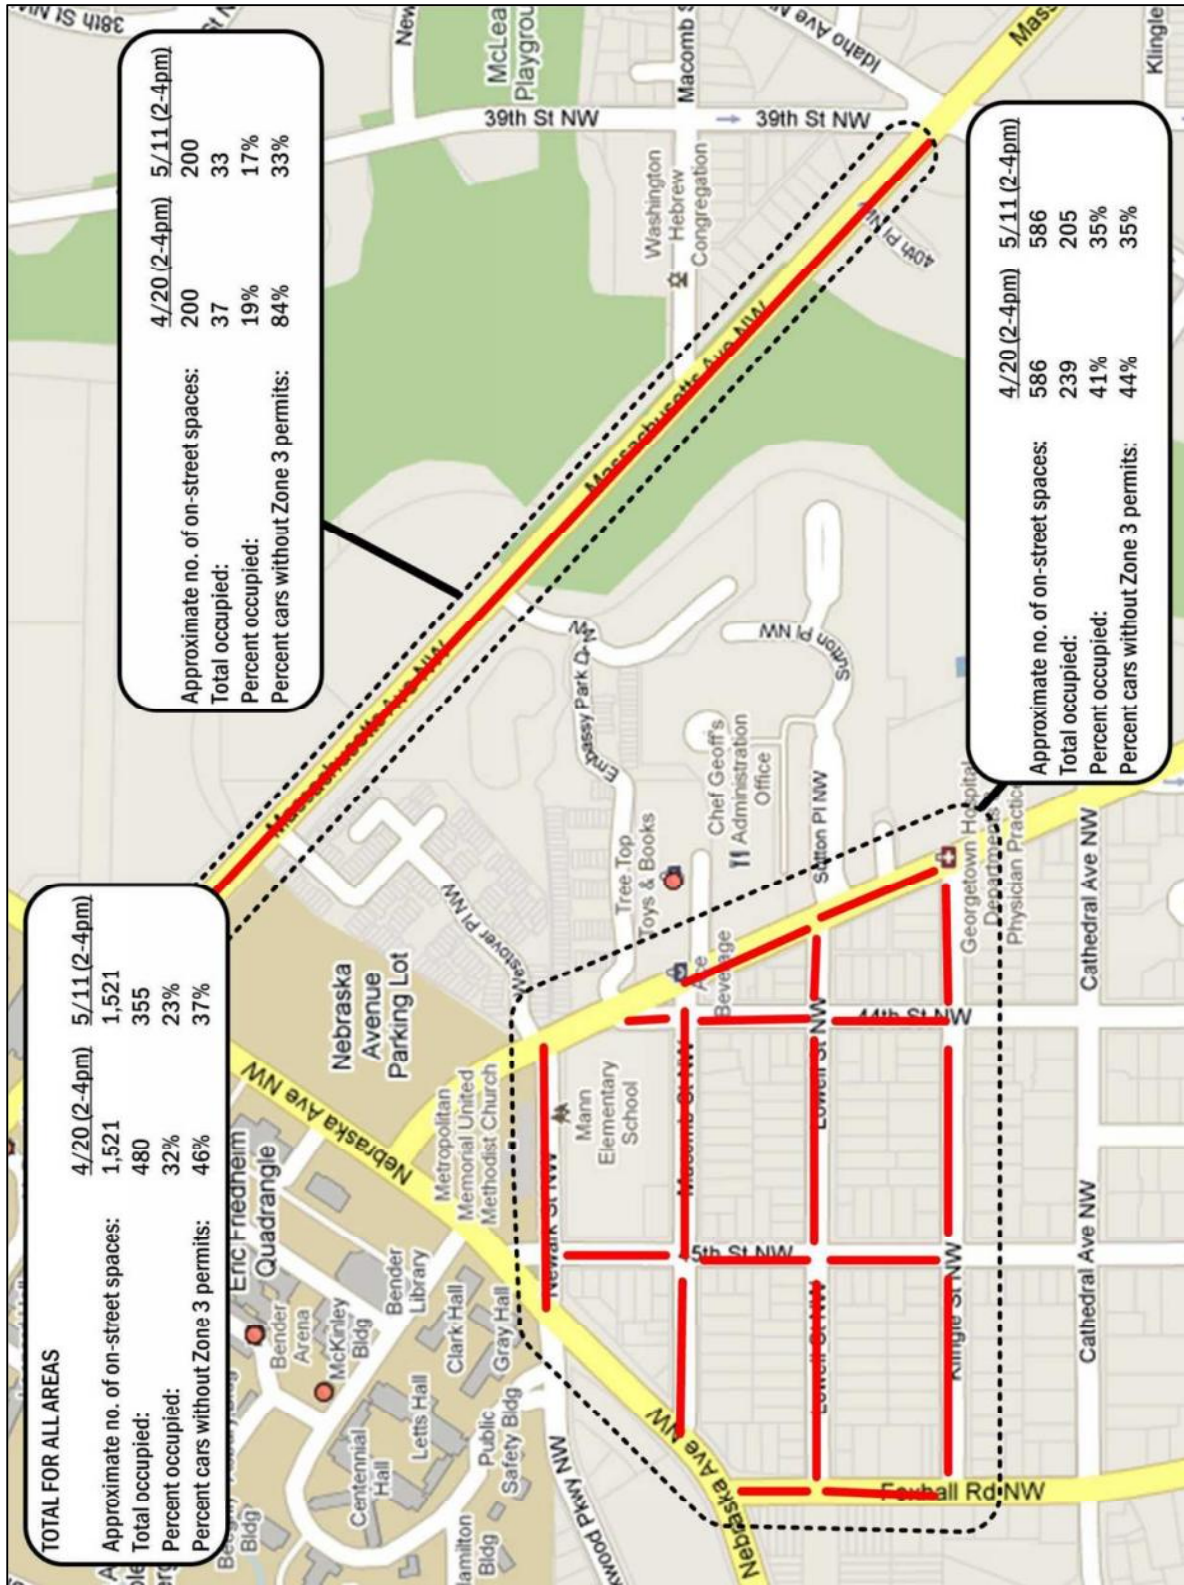 TOTAL FOR ALL AREAS
4/20 (2-4pm) 5/11 (2-4pm)
Approximate no. of on-street spaces: 1,521 1,521
Total occupied: 480 355
Percent occupied: 32% 23%
Percent cars without Zone 3 permits: 46% 37%
4/20 (2-4pm) 5/11 (2-4pm)
Approximate no. of on-street spaces: 200 200
Total occupied: 37 33
Percent occupied: 19% 17%
Percent cars without Zone 3 permits: 84% 33%
4/20 (2-4pm) 5/11 (2-4pm)
Approximate no. of on-street spaces: 586 586
Total occupied: 239 205
Percent occupied: 41% 35%
Percent cars without Zone 3 permits: 44% 35%
38th St NW
St NW
New
McLea
Playgrou
Macomb S
Idaho Ave N
Mass
Klingle
39th St NW
39th St NW
Washington
Hebrew
Congregation
40th Pl NW
Massachusetts Ave NW
Massachusetts Ave NW
Embassy Park Dr
Sutton Pl NW
Sutton Pl NW
Westover Pl NW
Tree Top
Toys & Books
Chef Geoff's
Administration
Office
Ace
Beverage
Georgetown Hospital
Departments
Physician Practice
Nebraska
Avenue
Parking Lot
Nebraska Ave NW
Metropolitan
Memorial United
Methodist Church
Mann
Elementary
School
Newark St NW
Macomb St NW
Lowell St NW
Lowell St NW
Klingle St NW
44th St NW
45th St NW
Cathedral Ave NW
Cathedral Ave NW
Foxhall Rd NW
Nebraska Ave NW
Eric Friedheim
Quadrangle
Bender
Arena
McKinley
Bldg
Bender
Library
Clark Hall
Gray Hall
Letts Hall
Centennial
Hall
Public
Safety Bldg
Bldg
lamilton
Bldg
kwood Pkwy NW